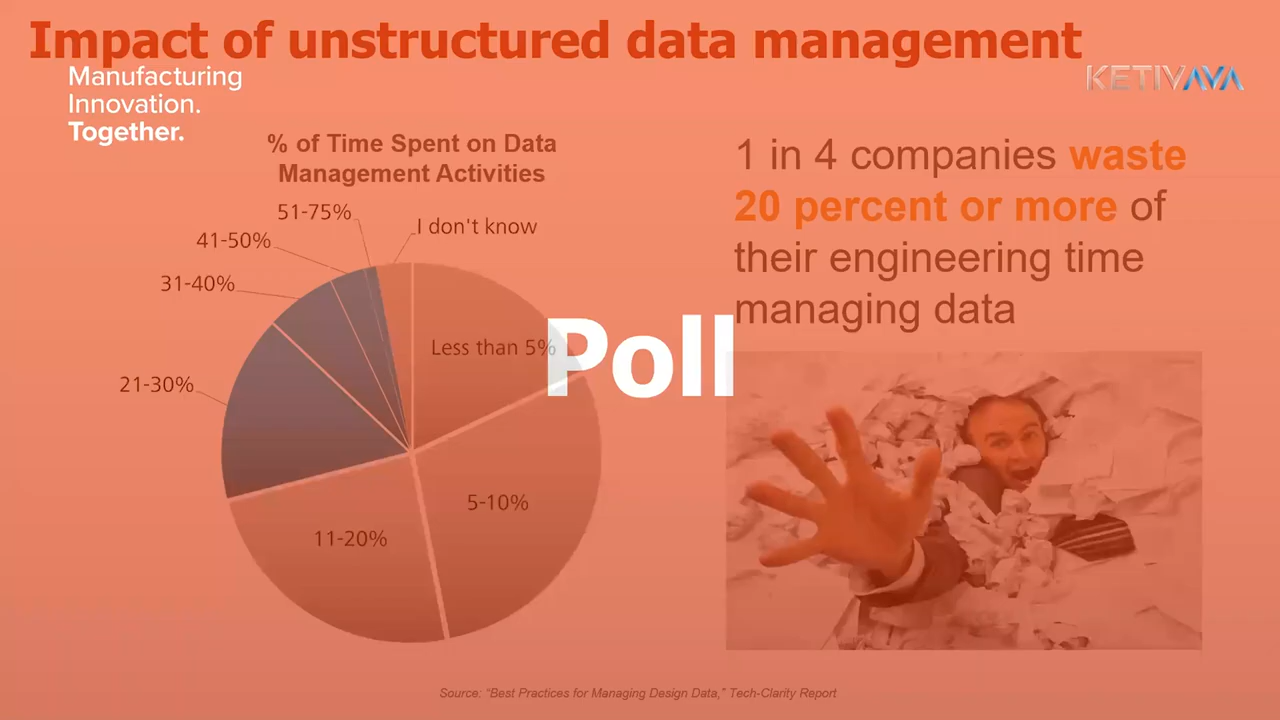 Impact of unstructured data management
Manufacturing
Innovation.
Together.
KETIVAVA
% of Time Spent on Data
Management Activities
51-75%
I don't know
41-50%
31-40%
Less than 5%
21-30%
5-10%
11-20%
1 in 4 companies waste
20 percent or more of
their engineering time
managing data
Poll
Source: “Best Practices for Managing Design Data,” Tech-Clarity Report